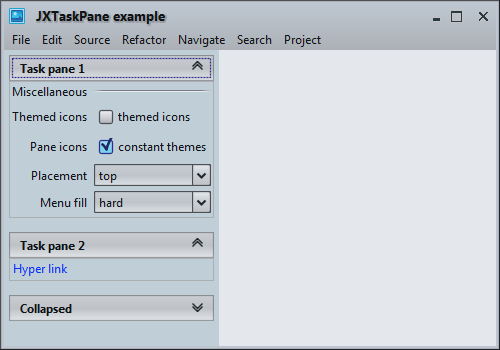 JXTaskPane example
File Edit Source Refactor Navigate Search Project
Task pane 1
Miscellaneous
Themed icons themed icons
Pane icons constant themes
Placement top
Menu fill hard
Task pane 2
Hyper link
Collapsed